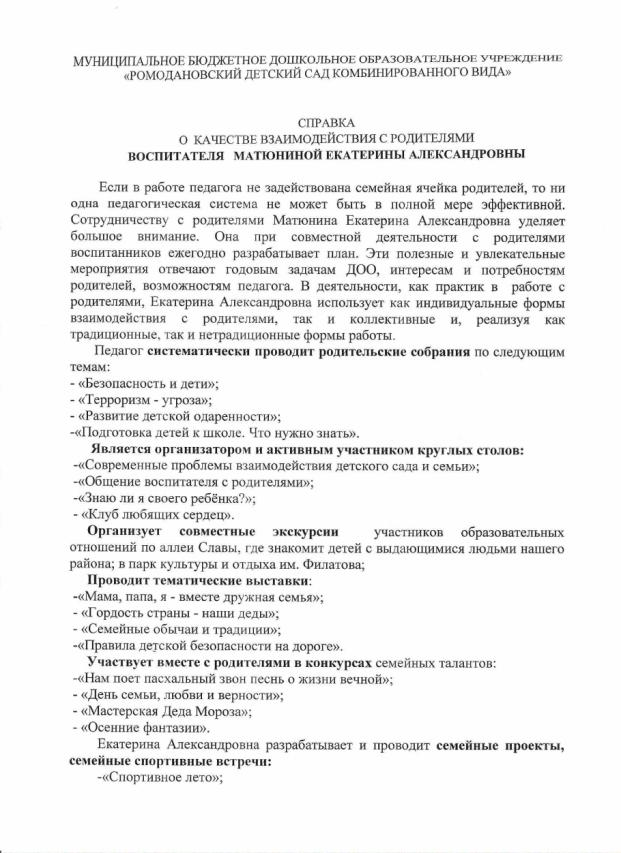 МУНИЦИПАЛЬНОЕ БЮДЖЕТНОЕ ДОШКОЛЬНОЕ ОБРАЗОВАТЕЛЬНОЕ УЧРЕЖДЕНИЕ
«РОМОДАНОВСКИЙ ДЕТСКИЙ САД КОМБИНИРОВАННОГО ВИДА»
СПРАВКА
О КАЧЕСТВЕ ВЗАИМОДЕЙСТВИЯ С РОДИТЕЛЯМИ
ВОСПИТАТЕЛЯ МАТЮНИНОЙ ЕКАТЕРИНЫ АЛЕКСАНДРОВНЫ
Если в работе педагога не задействована семейная ячейка родителей, то ни
одна педагогическая система не может быть в полной мере эффективной.
Сотрудничеству с родителями Матюнина Екатерина Александровна уделяет
большое внимание. Она при совместной деятельности с родителями
воспитанников ежегодно разрабатывает план. Эти полезные и увлекательные
мероприятия отвечают годовым задачам ДОО, интересам и потребностям
родителей, возможностям педагога. В деятельности, как практик в работе с
родителями, Екатерина Александровна использует как индивидуальные формы
взаимодействия с родителями, так и коллективные и, реализуя как
традиционные, так и нетрадиционные формы работы.
Педагог систематически проводит родительские собрания по следующим
темам:
- «Безопасность и дети»;
- «Терроризм - угроза»;
- «Развитие детской одаренности»;
-«Подготовка детей к школе. Что нужно знать».
Является организатором и активным участником круглых столов:
-«Современные проблемы взаимодействия детского сада и семьи»;
-«Общение воспитателя с родителями»;
-«Знаю ли я своего ребёнка?»;
- «Клуб любящих сердец».
Организует совместные экскурсии участников образовательных
отношений по аллеи Славы, где знакомит детей с выдающимися людьми нашего
района; в парк культуры и отдыха им. Филатова;
Проводит тематические выставки:
-«Мама, папа, я - вместе дружная семья»;
- «Гордость страны - наши деды»;
- «Семейные обычаи и традиции»;
-«Правила детской безопасности на дороге».
Участвует вместе с родителями в конкурсах семейных талантов:
-«Нам поет пасхальный звон песнь о жизни вечной»;
- «День семьи, любви и верности»;
- «Мастерская Деда Мороза»;
- «Осенние фантазии».
Екатерина Александровна разрабатывает и проводит семейные проекты,
семейные спортивные встречи:
-«Спортивное лето»;